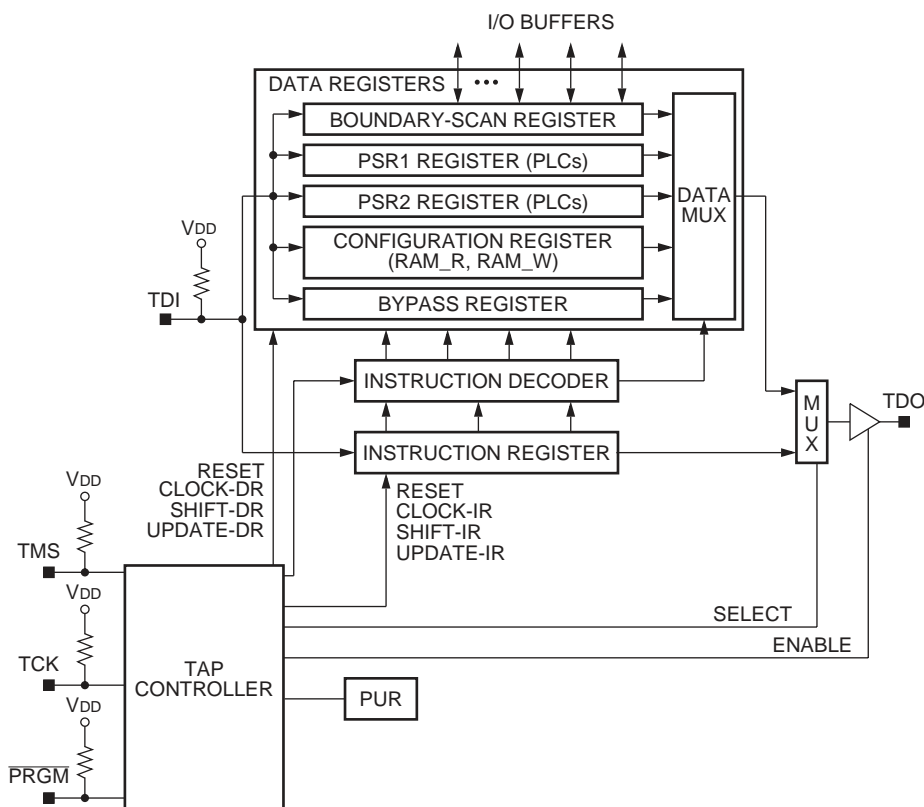 I/O BUFFERS
DATA REGISTERS
•••
BOUNDARY-SCAN REGISTER
PSR1 REGISTER (PLCs)
PSR2 REGISTER (PLCs)
CONFIGURATION REGISTER
(RAM_R, RAM_W)
BYPASS REGISTER
DATA
MUX
VDD
TDI
INSTRUCTION DECODER
INSTRUCTION REGISTER
M
U
X
TDO
RESET
CLOCK-DR
SHIFT-DR
UPDATE-DR
RESET
CLOCK-IR
SHIFT-IR
UPDATE-IR
VDD
TMS
VDD
TCK
VDD
PRGM
TAP
CONTROLLER
SELECT
ENABLE
PUR